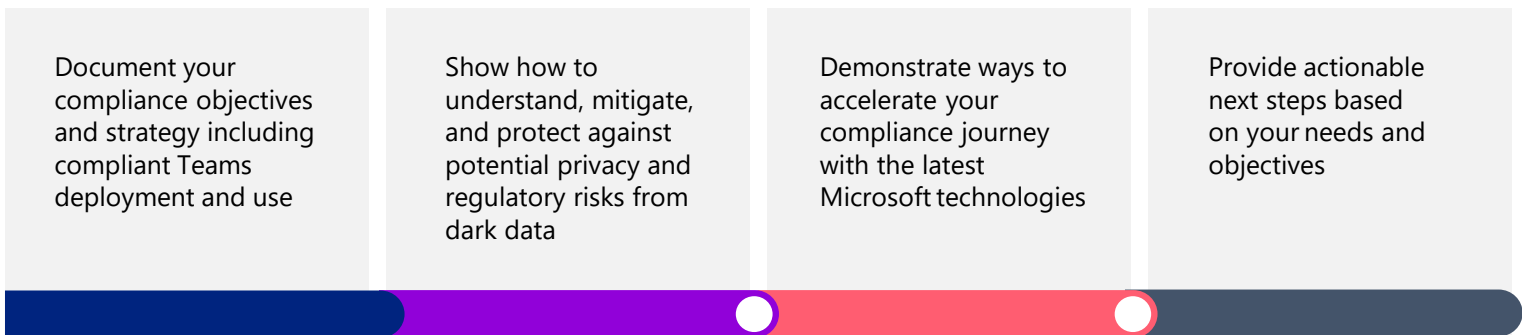 Document your
compliance objectives
and strategy including
compliant Teams
deployment and use
Show how to
understand, mitigate,
and protect against
potential privacy and
regulatory risks from
dark data
Demonstrate ways to
accelerate your
compliance journey
with the latest
Microsoft technologies
Provide actionable
next steps based
on your needs and
objectives